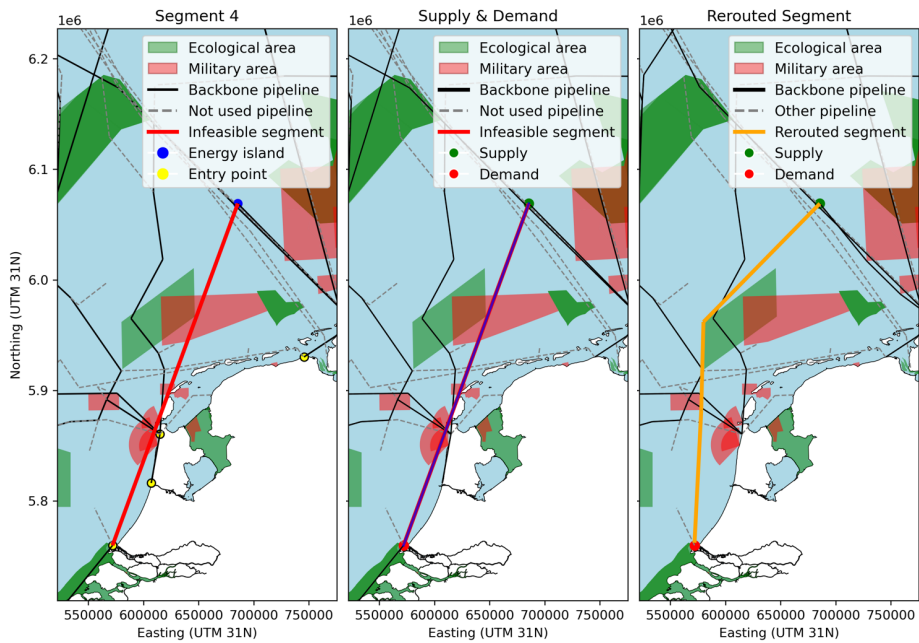 Segment 4
Supply & Demand
Rerouted Segment
1e6
1e6
1e6
Ecological area
Military area
Backbone pipeline
Not used pipeline
Infeasible segment
Energy island
Entry point
Ecological area
Military area
Backbone pipeline
Not used pipeline
Infeasible segment
Supply
Demand
Ecological area
Military area
Backbone pipeline
Other pipeline
Rerouted segment
Supply
Demand
Northing (UTM 31N)
6.2
6.1
6.0
5.9
5.8
550000 600000 650000 700000 750000
550000 600000 650000 700000 750000
550000 600000 650000 700000 750000
Easting (UTM 31N)
Easting (UTM 31N)
Easting (UTM 31N)